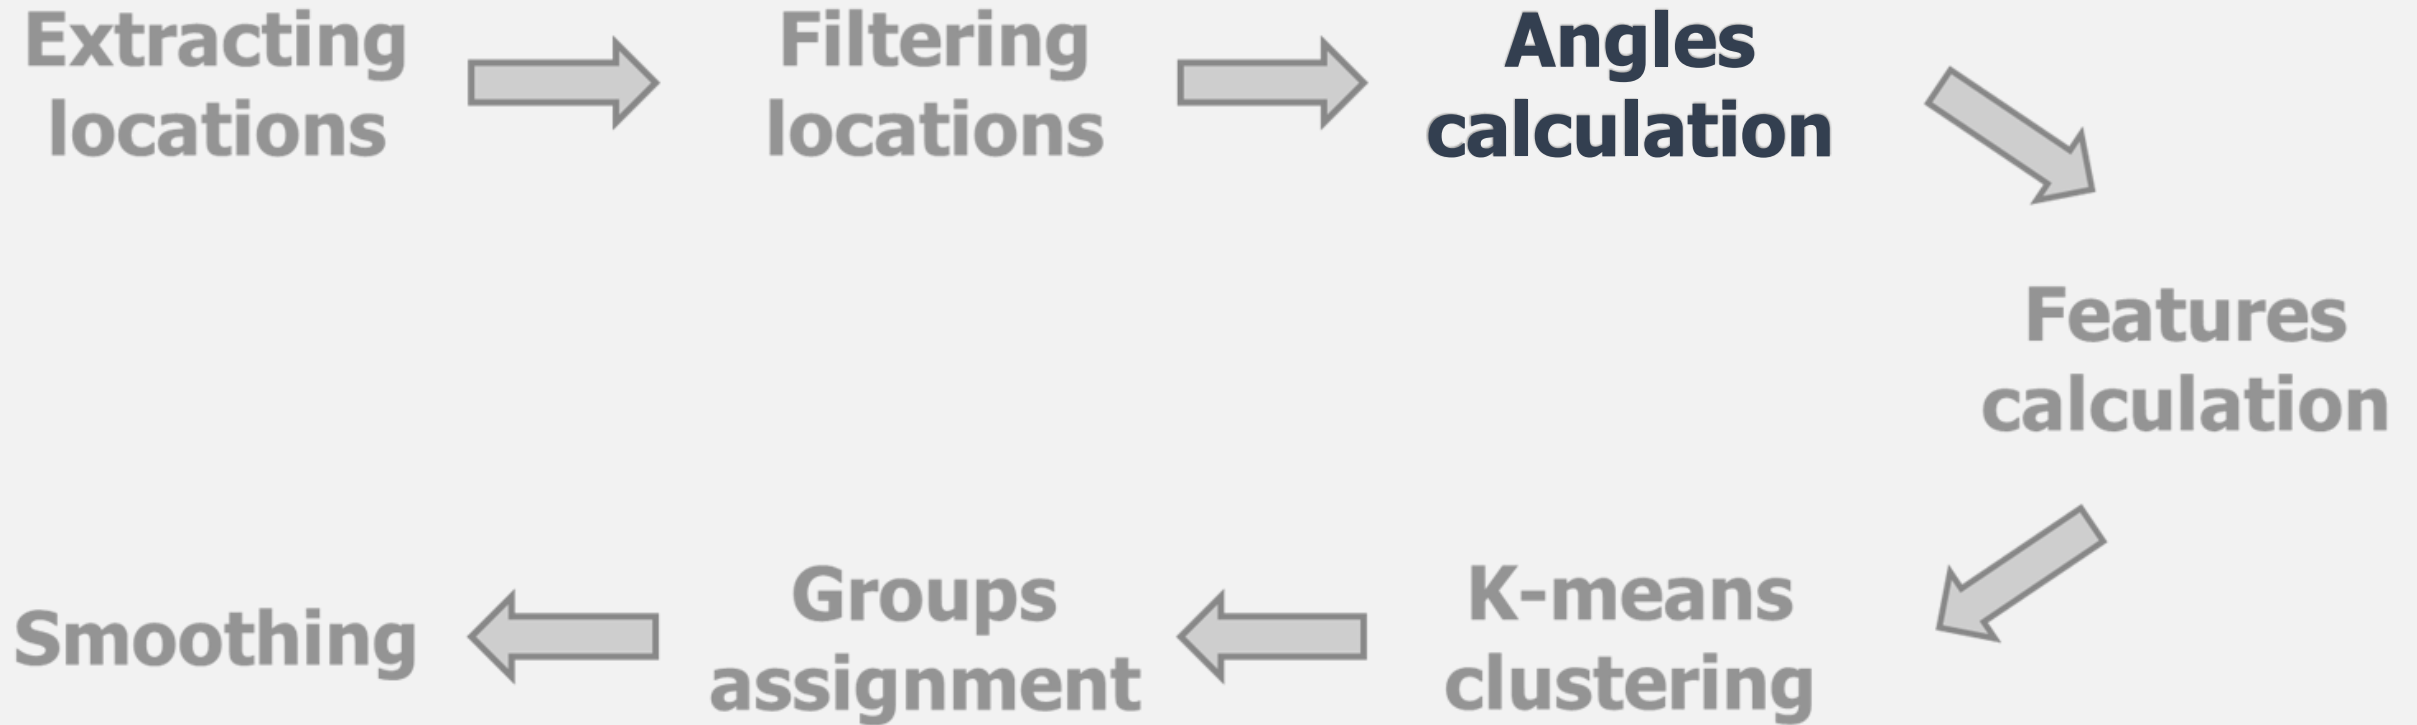 Extracting
locations
Filtering
locations
Angles
calculation
Features
calculation
K-means
clustering
Groups
assignment
Smoothing